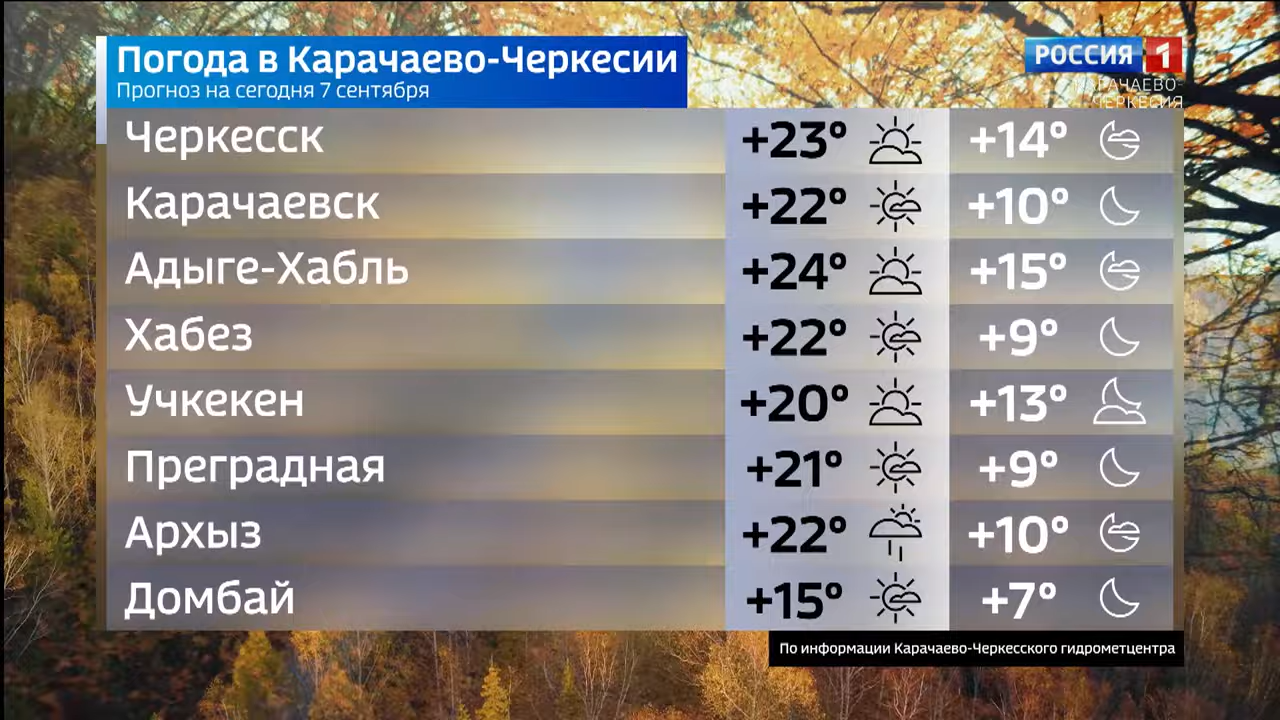 Погода в Карачаево-Черкесии
Прогноз на сегодня 7 сентября
РОССИЯ 1
КАРАЧАЕВО-
ЧЕРКЕСИЯ
Черкесск +23° +14°
Карачаевск +22° +10°
Адыге-Хабль +24° +15°
Хабез +22° +9°
Учкекен +20° +13°
Преградная +21° +9°
Архыз +22° +10°
Домбай +15° +7°
По информации Карачаево-Черкесского гидрометцентра